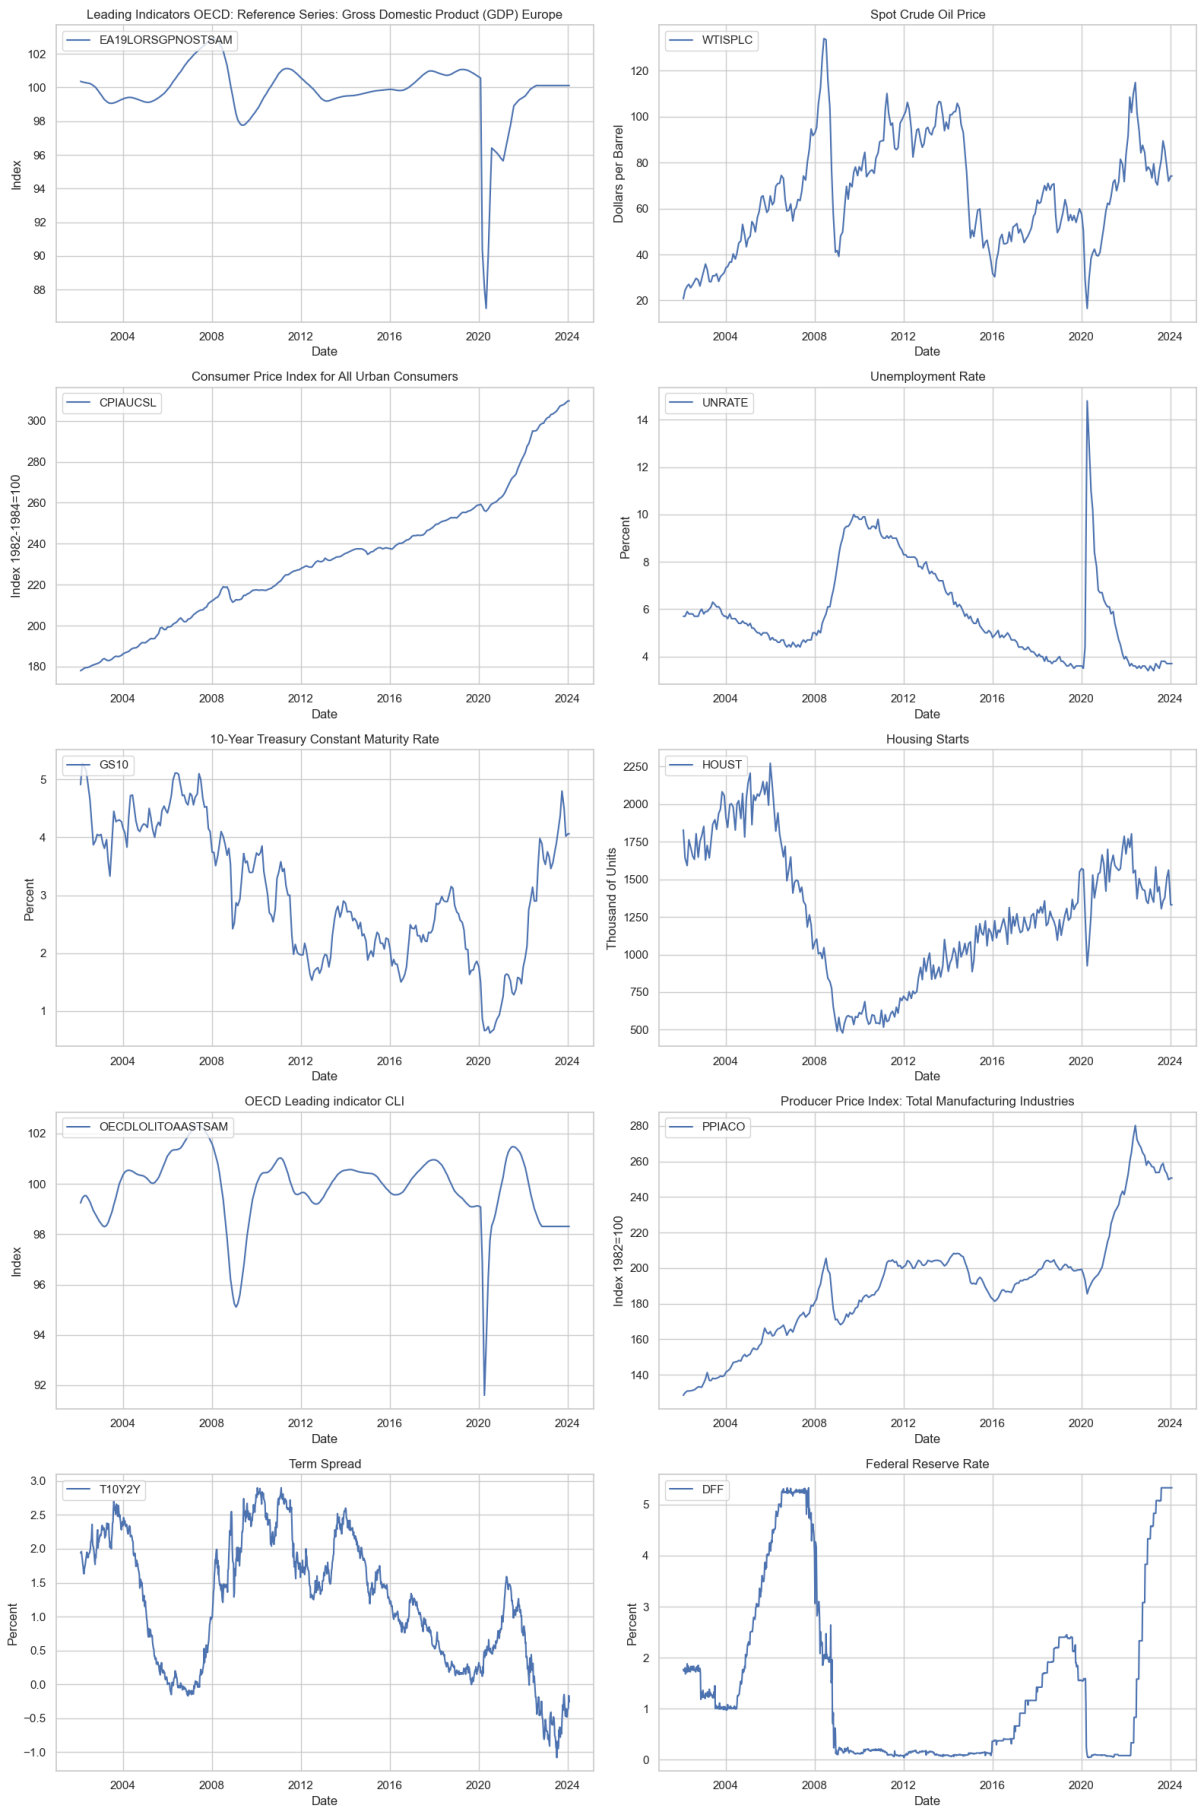 Leading Indicators OECD: Reference Series: Gross Domestic Product (GDP) Europe
EA19LORSGPNOSTSAM
Index
102
100
98
96
94
92
90
88
2004 2008 2012 2016 2020 2024
Date
Spot Crude Oil Price
WTISPLC
Dollars per Barrel
120
100
80
60
40
20
2004 2008 2012 2016 2020 2024
Date
Consumer Price Index for All Urban Consumers
CPIAUCSL
Index 1982-1984=100
300
280
260
240
220
200
180
2004 2008 2012 2016 2020 2024
Date
Unemployment Rate
UNRATE
Percent
14
12
10
8
6
4
2004 2008 2012 2016 2020 2024
Date
10-Year Treasury Constant Maturity Rate
GS10
Percent
5
4
3
2
1
2004 2008 2012 2016 2020 2024
Date
Housing Starts
HOUST
Thousand of Units
2250
2000
1750
1500
1250
1000
750
500
2004 2008 2012 2016 2020 2024
Date
OECD Leading indicator CLI
OECDLOLITOAASTSAM
Index
102
100
98
96
94
92
2004 2008 2012 2016 2020 2024
Date
Producer Price Index: Total Manufacturing Industries
PPIACO
Index 1982=100
280
260
240
220
200
180
160
140
2004 2008 2012 2016 2020 2024
Date
Term Spread
T10Y2Y
Percent
3.0
2.5
2.0
1.5
1.0
0.5
0.0
−0.5
−1.0
2004 2008 2012 2016 2020 2024
Date
Federal Reserve Rate
DFF
Percent
5
4
3
2
1
0
2004 2008 2012 2016 2020 2024
Date